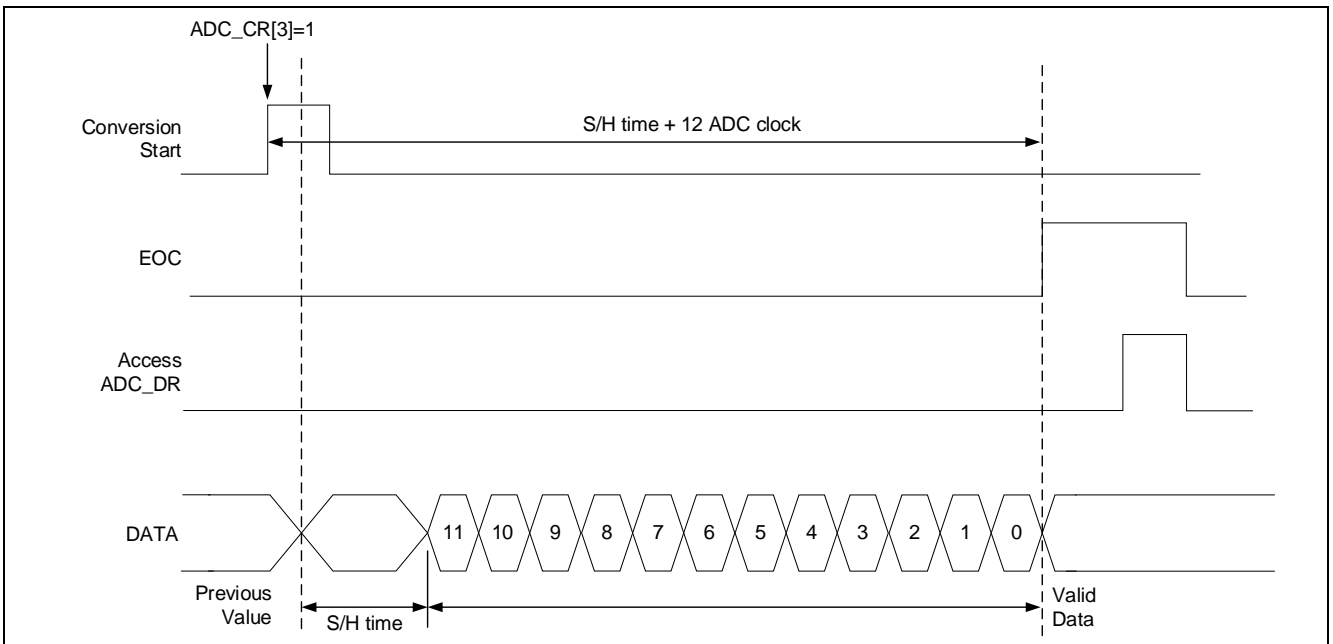 ADC_CR[3]=1
Conversion
Start
S/H time + 12 ADC clock
EOC
Access
ADC_DR
DATA
11 10 9 8 7 6 5 4 3 2 1 0
Previous
Value
S/H time
Valid
Data